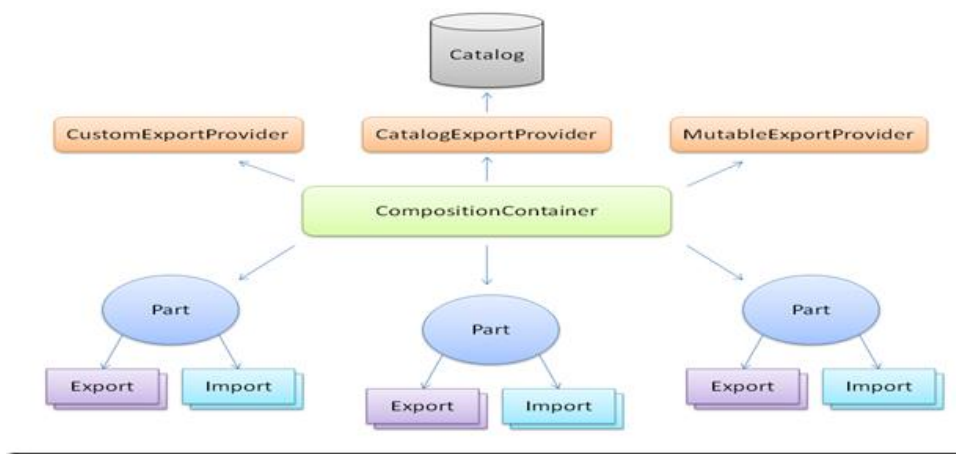 Catalog
CustomExportProvider
CatalogExportProvider
MutableExportProvider
CompositionContainer
Part
Part
Part
Export
Import
Export
Import
Export
Import